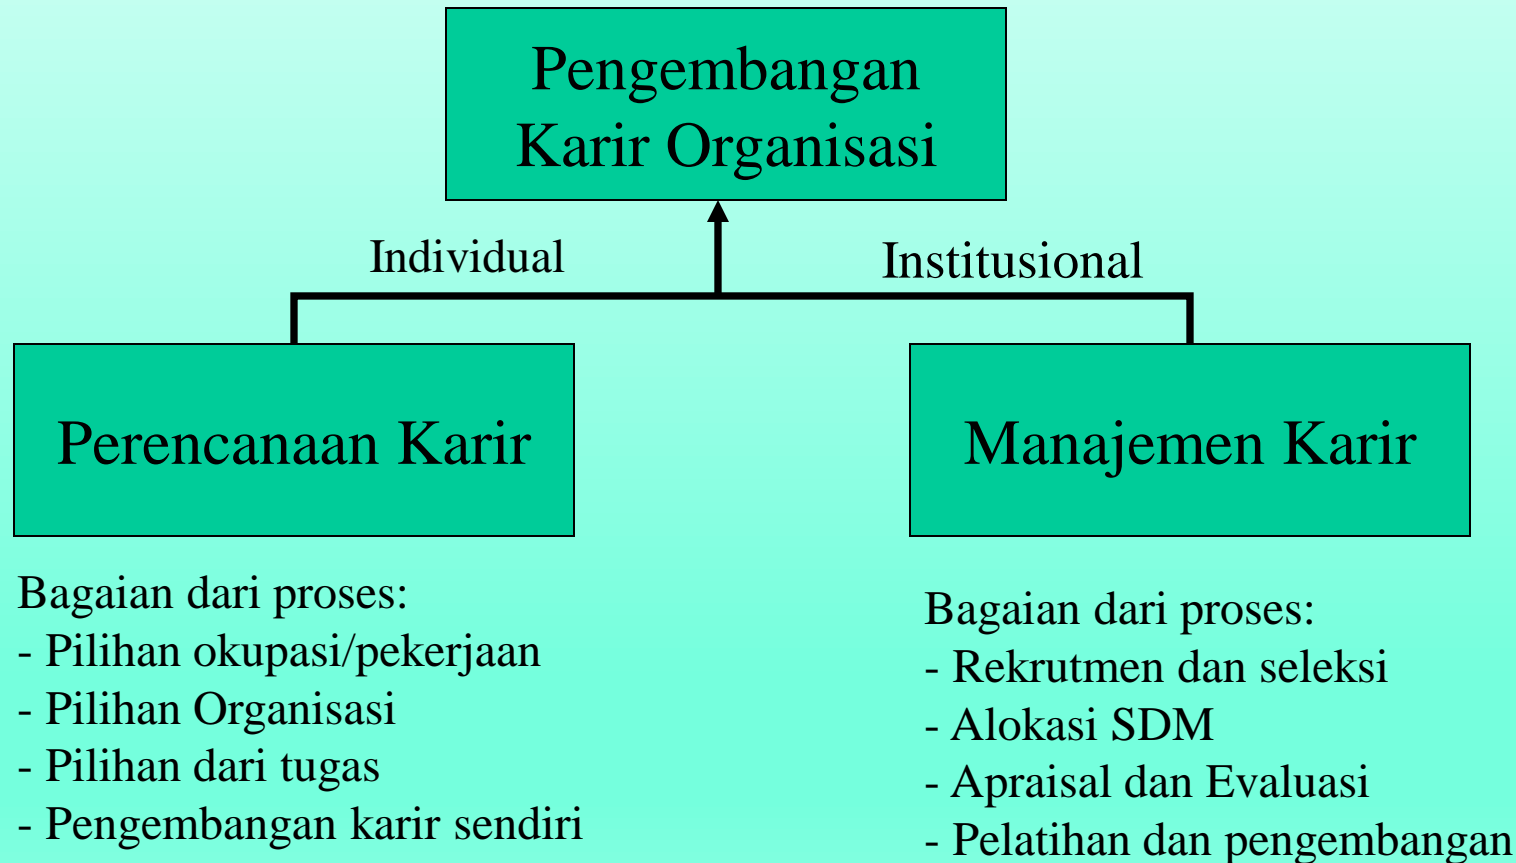 Pengembangan
Karir Organisasi
Individual
Institusional
Perencanaan Karir
Manajemen Karir
Bagaian dari proses:
- Pilihan okupasi/pekerjaan
- Pilihan Organisasi
- Pilihan dari tugas
- Pengembangan karir sendiri
Bagaian dari proses:
- Rekrutmen dan seleksi
- Alokasi SDM
- Apraisal dan Evaluasi
- Pelatihan dan pengembangan